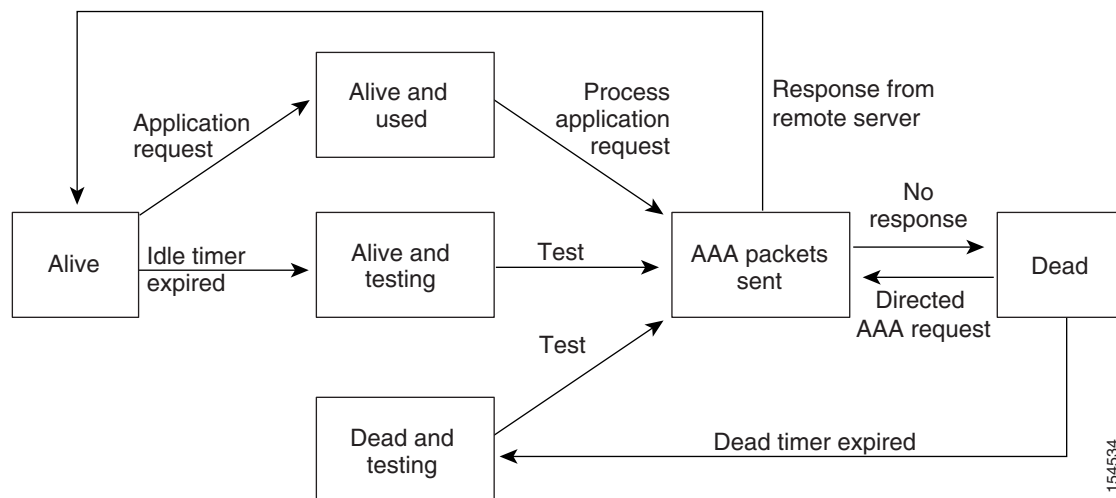 Alive and
used
Application
request
Process
application
request
Response from
remote server
Alive
Idle timer
expired
Alive and
testing
Test
AAA packets
sent
No
response
Directed
AAA request
Dead
Test
Dead and
testing
Dead timer expired
154534